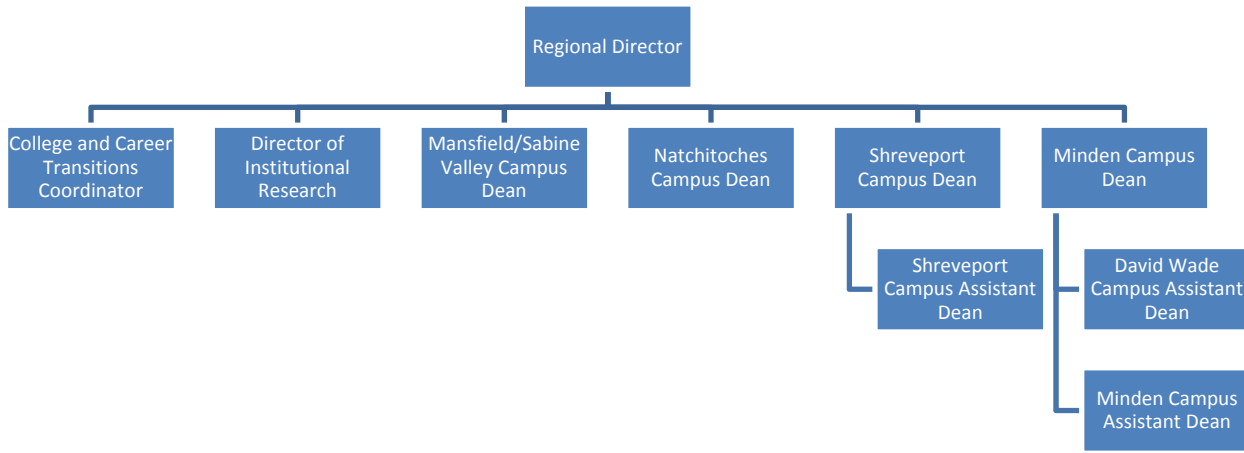 Regional Director
College and Career
Transitions
Coordinator
Director of
Institutional
Research
Mansfield/Sabine
Valley Campus
Dean
Natchitoches
Campus Dean
Shreveport
Campus Dean
Minden Campus
Dean
Shreveport
Campus Assistant
Dean
David Wade
Campus Assistant
Dean
Minden Campus
Assistant Dean